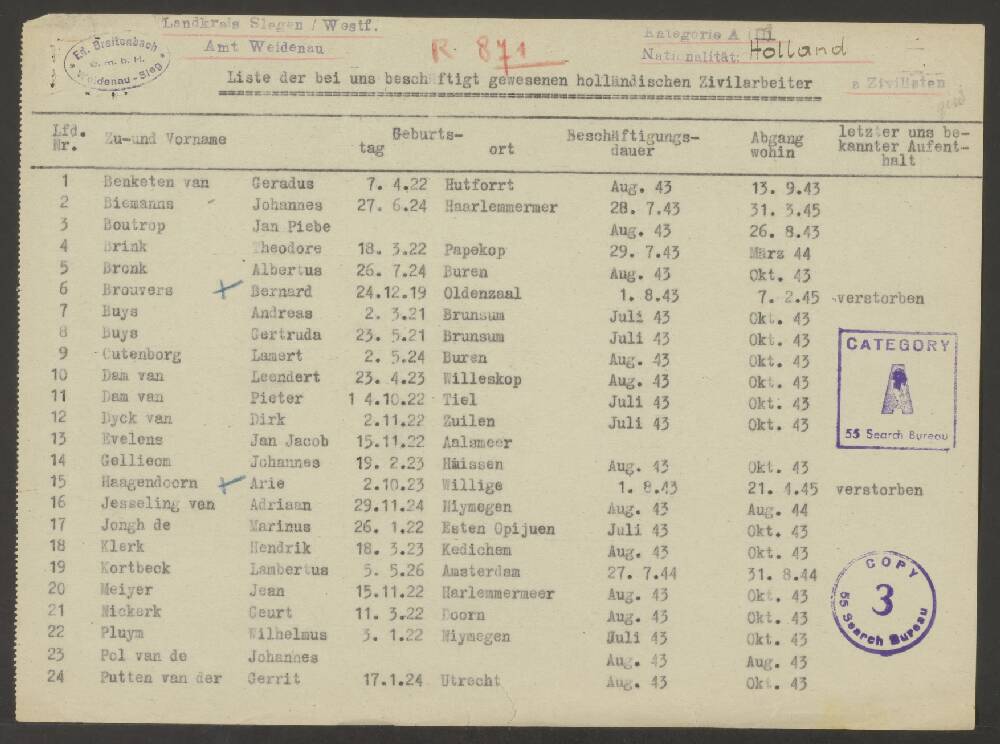 Landkreis Siegen / Westf.
Amt Weidenau
Ed. Breitenbach
G. m. b. H.
Weidenau - Sieg
R. 871
Kategorie A III
Nationalität: Holland
Liste der bei uns beschäftigt gewesenen holländischen Zivilarbeiter
a Zivilisten
Lfd. Nr. Zu-und Vorname Geburts- tag ort Beschäftigungs- dauer Abgang wohin letzter uns be- kannter Aufent- halt
1 Benketen van Geradus 7. 4.22 Hutforrt Aug. 43 13. 9.43
2 Biemanns Johannes 27. 6.24 Haarlemmermer 28. 7.43 31. 3.45
3 Boutrop Jan Piebe Aug. 43 26. 8.43
4 Brink Theodore 18. 3.22 Papekop 29. 7.43 März 44
5 Bronk Albertus 26. 7.24 Buren Aug. 43 Okt. 43
6 Brouvers Bernard 24.12.19 Oldenzaal 1. 8.43 7. 2.45 verstorben
7 Buys Andreas 2. 3.21 Brunsum Juli 43 Okt. 43
8 Buys Gertruda 23. 5.21 Brunsum Juli 43 Okt. 43
9 Cutenborg Lamert 2. 5.24 Buren Aug. 43 Okt. 43
10 Dam van Leendert 23. 4.23 Willeskop Aug. 43 Okt. 43
11 Dam van Pieter 1 4.10.22 Tiel Juli 43 Okt. 43
12 Dyck van Dirk 2.11.22 Zuilen Juli 43 Okt. 43
13 Evelens Jan Jacob 15.11.22 Aalsmeer
14 Gelliecm Johannes 19. 2.23 Huissen Aug. 43 Okt. 43
15 Haagendoorn Arie 2.10.23 Willige 1. 8.43 21. 4.45 verstorben
16 Jesseling ven Adriaan 29.11.24 Niymegen Aug. 43 Aug. 44
17 Jongh de Marinus 26. 1.22 Esten Opijuen Juli 43 Okt. 43
18 Klerk Hendrik 18. 3.23 Kedichem Aug. 43 Okt. 43
19 Kortbeck Lambertus 5. 5.26 Amsterdam 27. 7.44 31. 8.44
20 Meiyer Jean 15.11.22 Harlemmermeer Aug. 43 Okt. 43
21 Nickerk Geurt 11. 3.22 Doorn Aug. 43 Okt. 43
22 Pluym Wilhelmus 3. 1.22 Niymegen Juli 43 Okt. 43
23 Pol van de Johannes Aug. 43 Aug. 43
24 Putten van der Gerrit 17.1.24 Utrecht Aug. 43 Okt. 43
CATEGORY
A
55 Search Bureau
COPY
3
55 Search Bureau